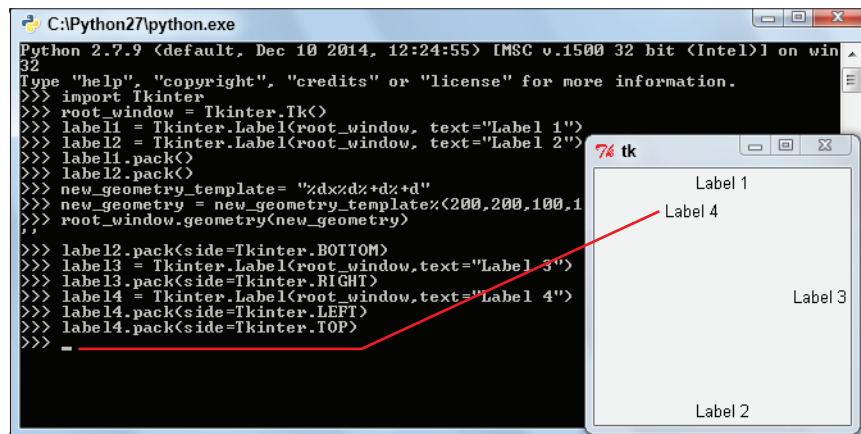 C:\Python27\python.exe
Python 2.7.9 (default, Dec 10 2014, 12:24:55) [MSC v.1500 32 bit (Intel)] on win
32
Type "help", "copyright", "credits" or "license" for more information.
>>> import Tkinter
>>> root_window = Tkinter.Tk()
>>> label1 = Tkinter.Label(root_window, text="Label 1")
>>> label2 = Tkinter.Label(root_window, text="Label 2")
>>> label1.pack()
>>> label2.pack()
>>> new_geometry_template= "%dx%d%+d%+d"
>>> new_geometry = new_geometry_template%(200,200,100,1
>>> root_window.geometry(new_geometry)
''
>>> label2.pack(side=Tkinter.BOTTOM)
>>> label3 = Tkinter.Label(root_window,text="Label 3")
>>> label3.pack(side=Tkinter.RIGHT)
>>> label4 = Tkinter.Label(root_window,text="Label 4")
>>> label4.pack(side=Tkinter.LEFT)
>>> label4.pack(side=Tkinter.TOP)
>>> _
tk
Label 1
Label 4
Label 3
Label 2